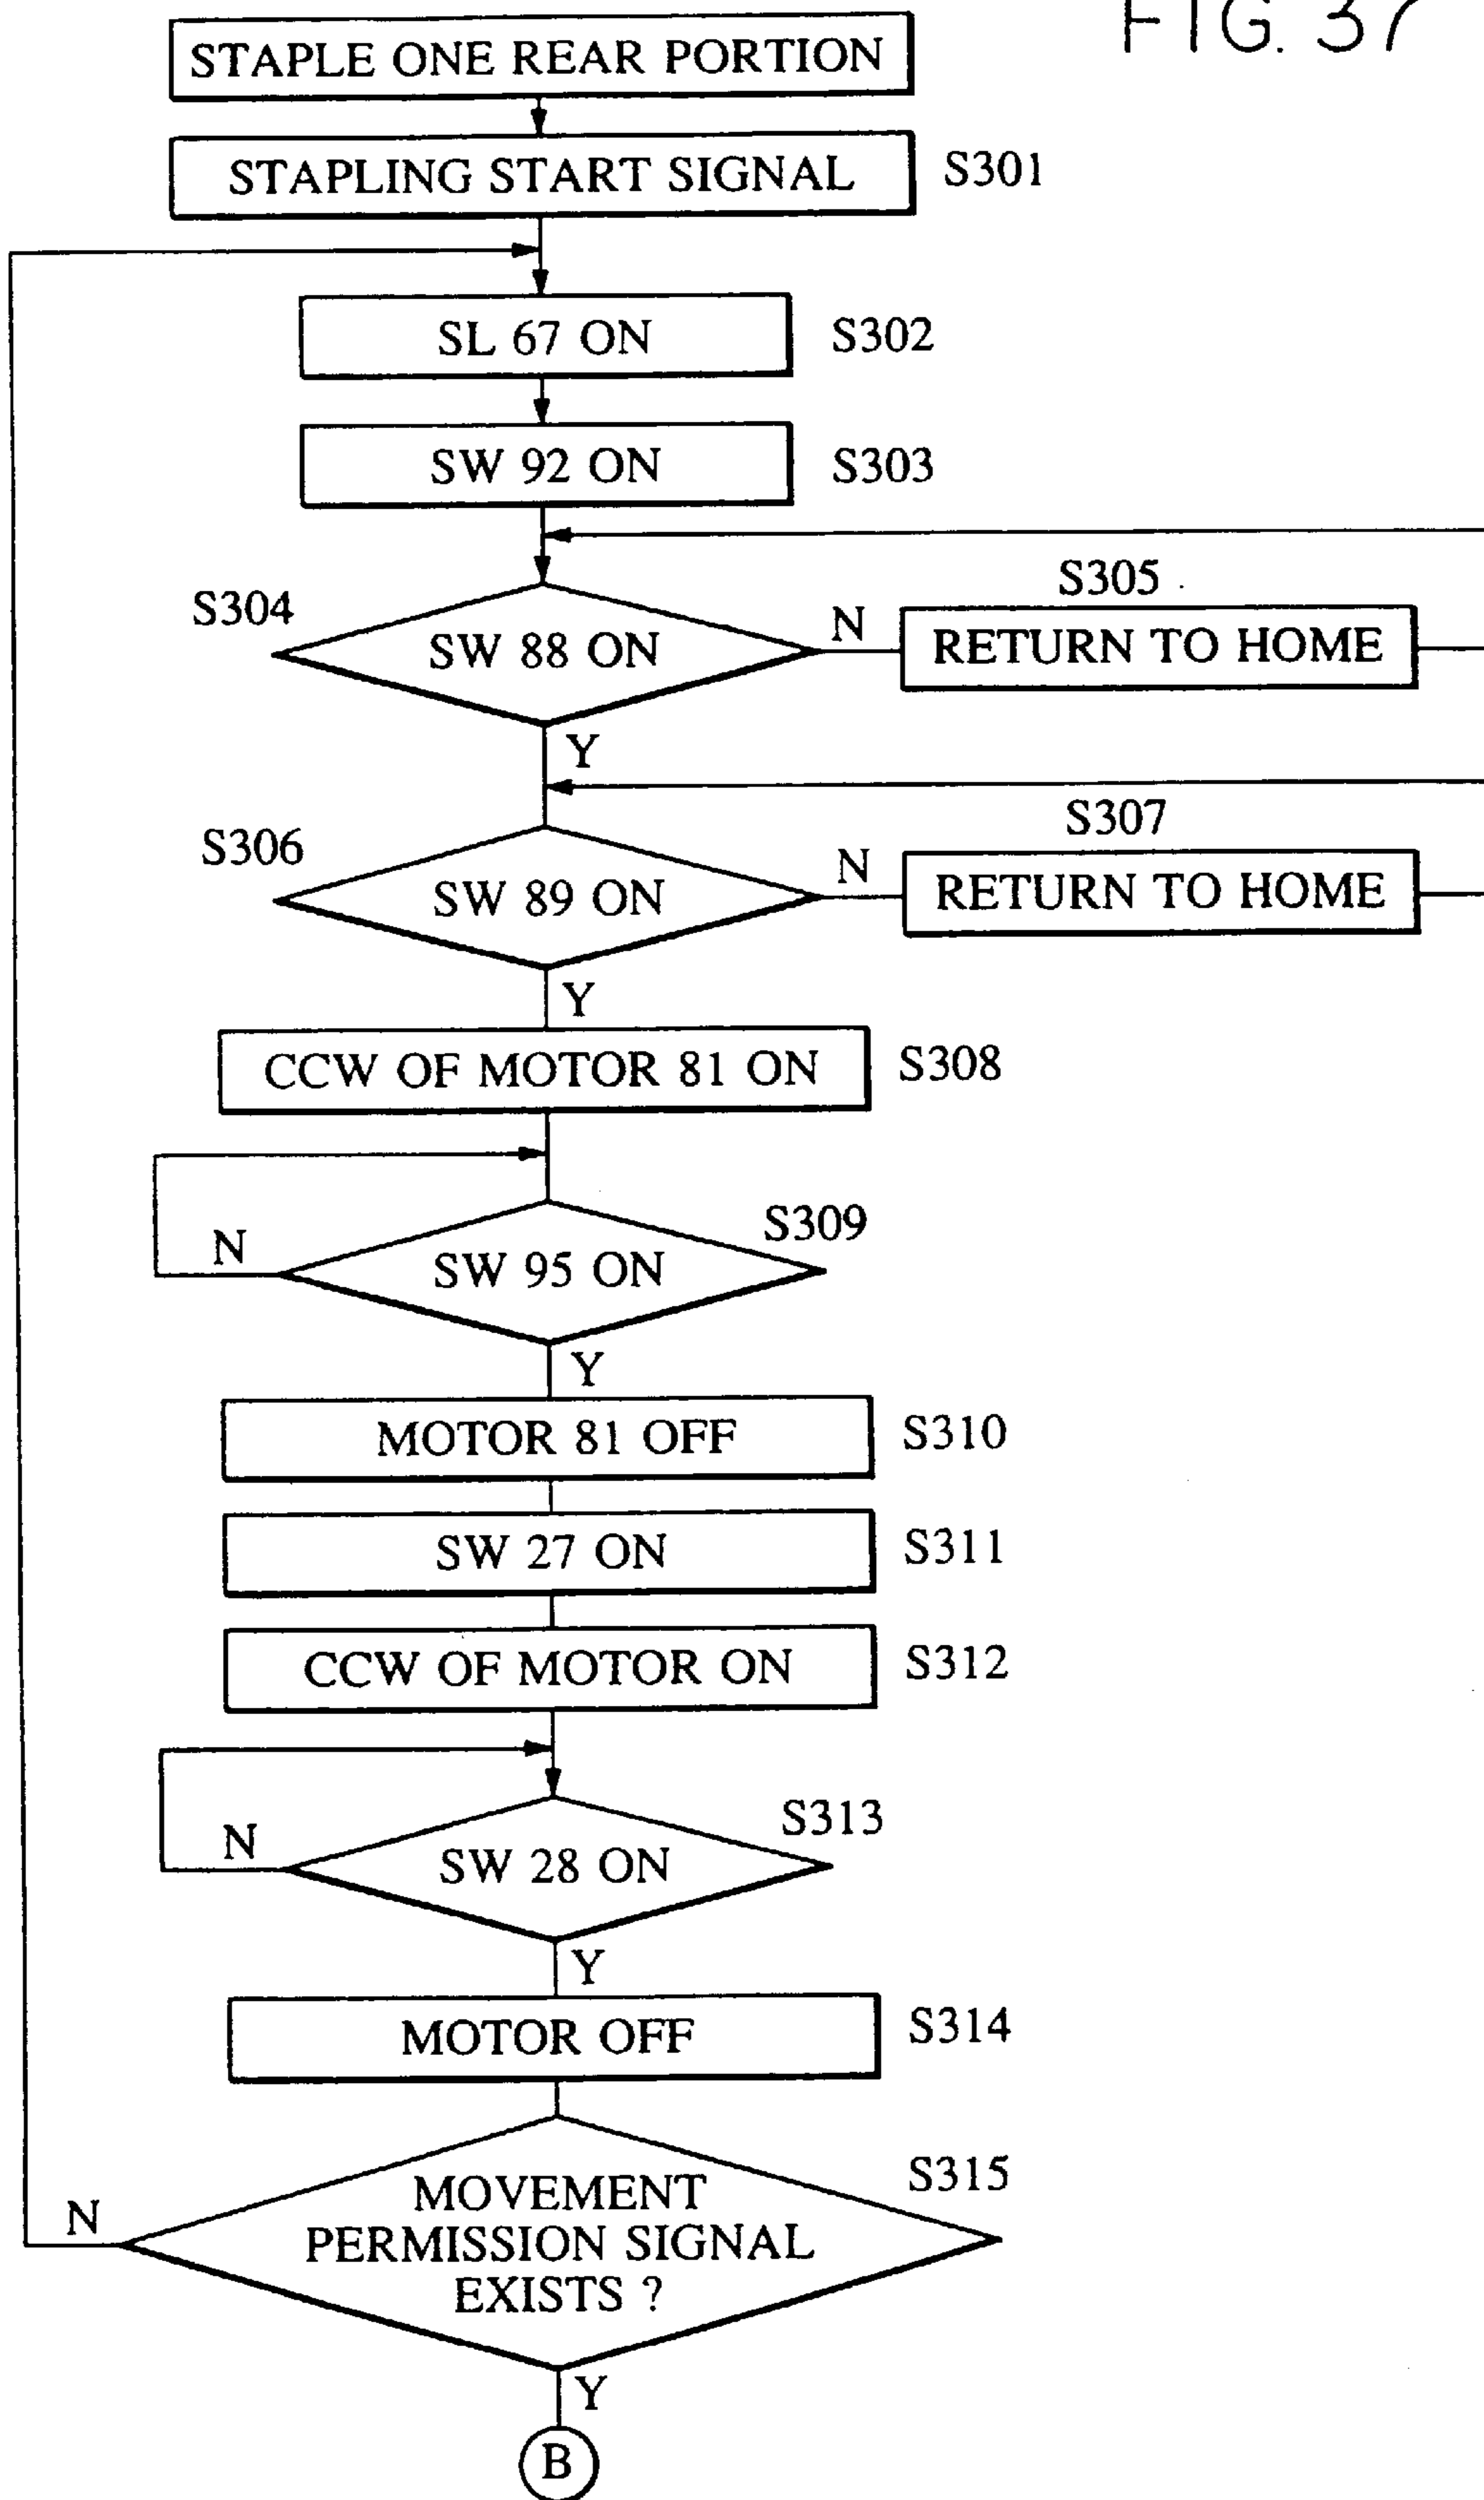 FIG. 37
STAPLE ONE REAR PORTION
STAPLING START SIGNAL S301
SL 67 ON S302
SW 92 ON S303
S304 SW 88 ON N S305 RETURN TO HOME
Y
S306 SW 89 ON N S307 RETURN TO HOME
Y
CCW OF MOTOR 81 ON S308
N SW 95 ON S309
Y
MOTOR 81 OFF S310
SW 27 ON S311
CCW OF MOTOR ON S312
N SW 28 ON S313
Y
MOTOR OFF S314
N
MOVEMENT S315
PERMISSION SIGNAL
EXISTS ?
Y
B